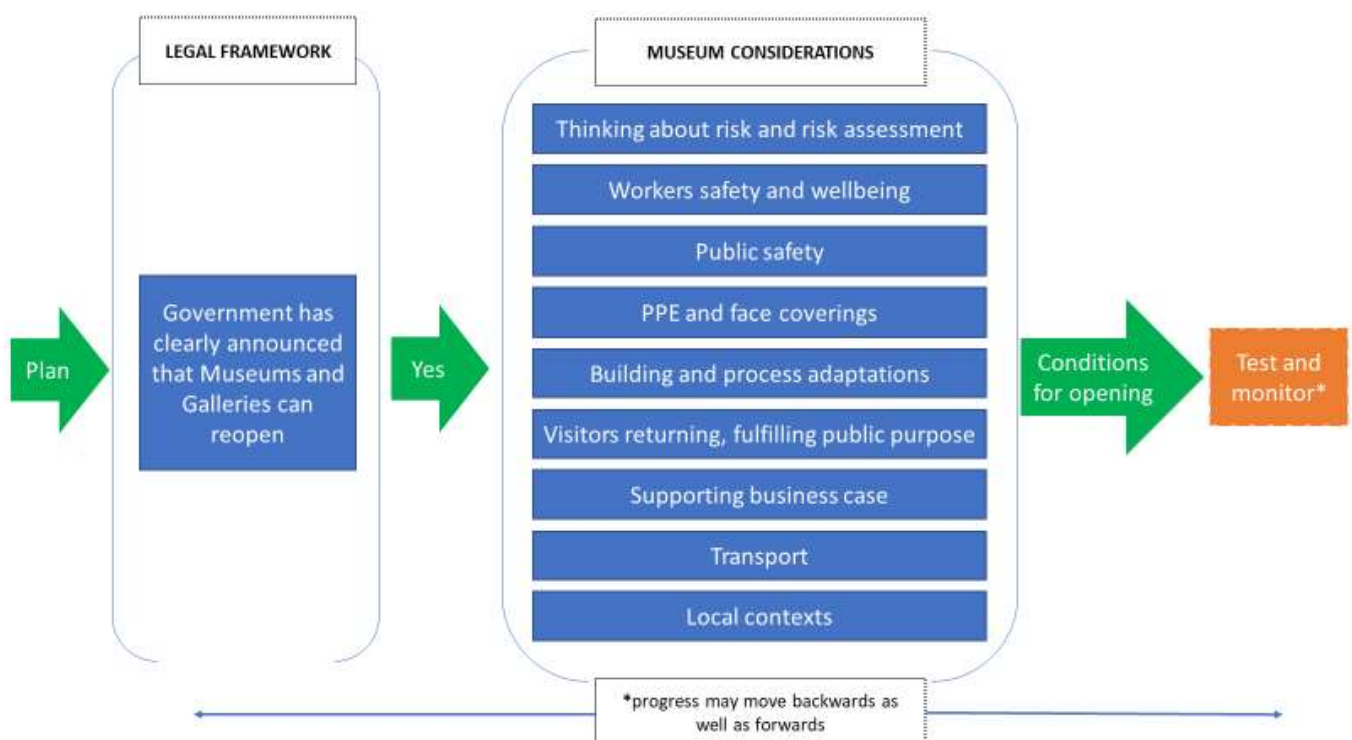 LEGAL FRAMEWORK
MUSEUM CONSIDERATIONS
Plan
Government has
clearly announced
that Museums and
Galleries can
reopen
Yes
Thinking about risk and risk assessment
Workers safety and wellbeing
Public safety
PPE and face coverings
Building and process adaptations
Visitors returning, fulfilling public purpose
Supporting business case
Transport
Local contexts
Conditions
for opening
Test and
monitor*
*progress may move backwards as
well as forwards